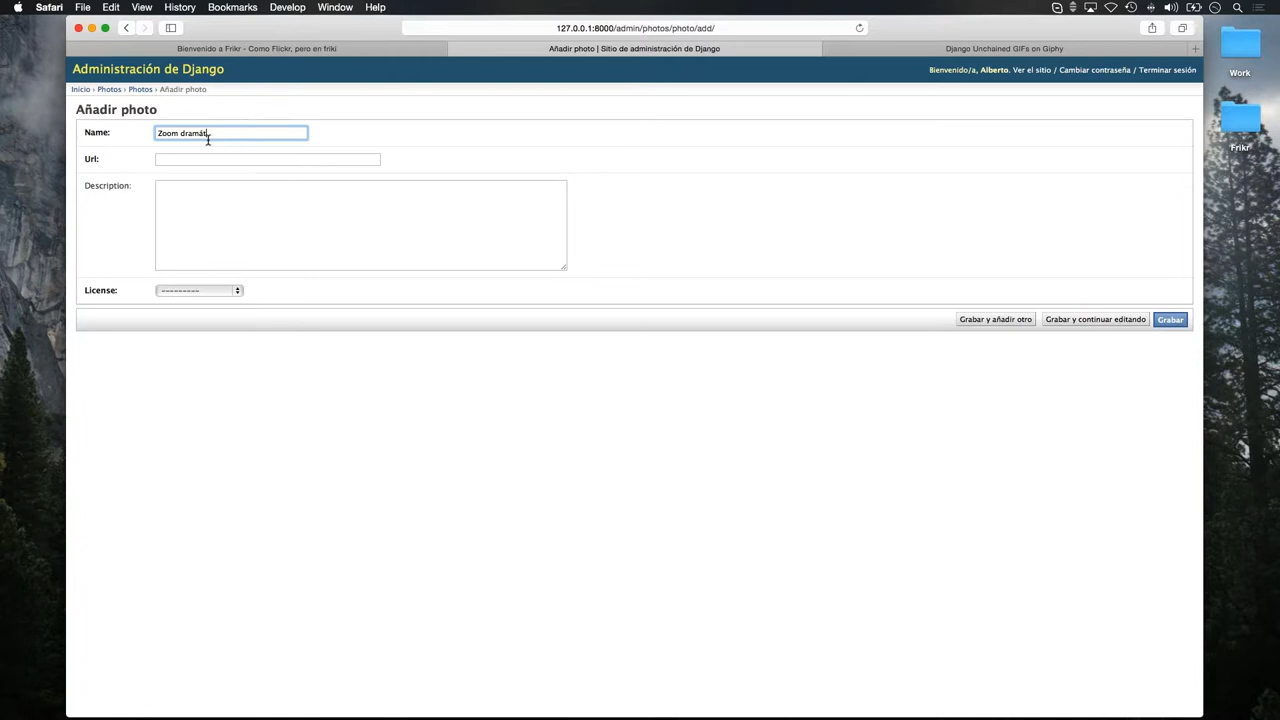 Safari File Edit View History Bookmarks Develop Window Help
127.0.0.1:8000/admin/photos/photo/add/
Bienvenido a Frikr - Como Flickr, pero en friki
Añadir photo | Sitio de administración de Django
Django Unchained GIFs on Giphy
Administración de Django
Bienvenido/a, Alberto. Ver el sitio / Cambiar contraseña / Terminar sesión
Inicio › Photos › Photos › Añadir photo
Añadir photo
Name: Zoom dramát
Url:
Description:
License: ---------
Grabar y añadir otro
Grabar y continuar editando
Grabar
Work
Frikr